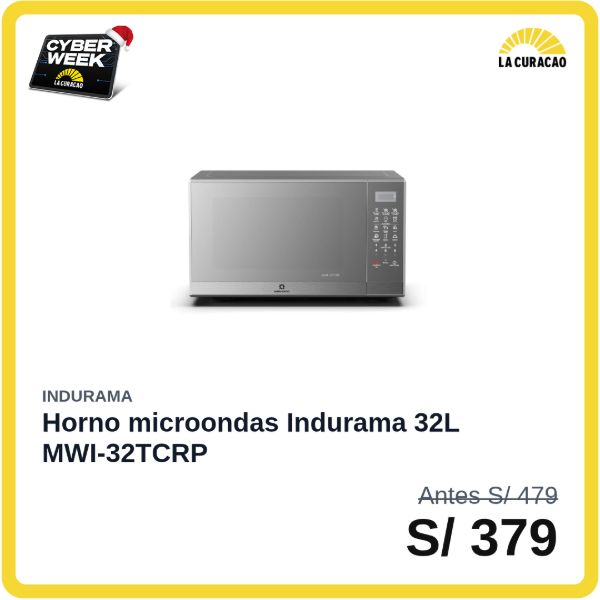 CYBER
WEEK
LA CURACAO
LA CURACAO
INDURAMA
Horno microondas Indurama 32L
MWI-32TCRP
Antes S/ 479
S/ 379